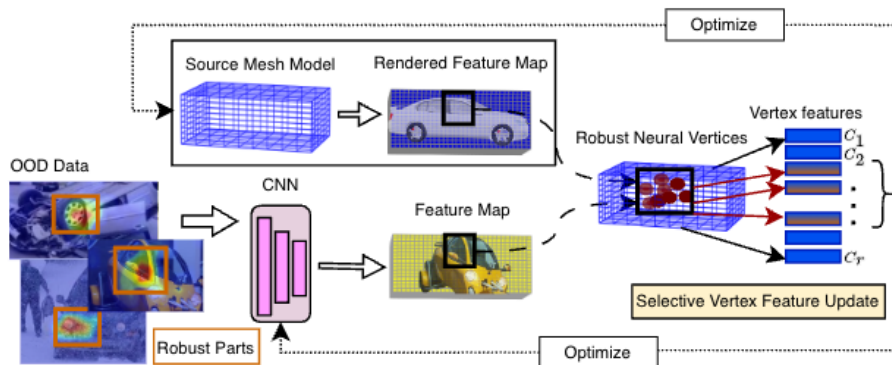 Optimize
Source Mesh Model
Rendered Feature Map
Vertex features
Robust Neural Vertices
C1
C2
OOD Data
CNN
Feature Map
Cr
Selective Vertex Feature Update
Robust Parts
Optimize